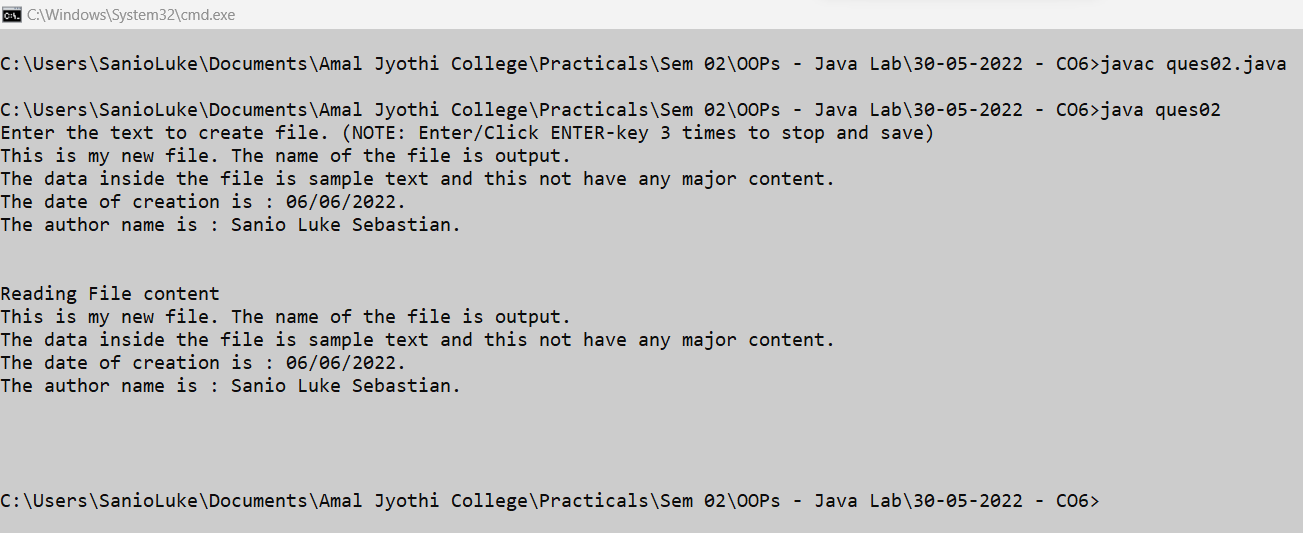 C:\Windows\System32\cmd.exe
C:\Users\SanioLuke\Documents\Amal Jyothi College\Practicals\Sem 02\OOPs - Java Lab\30-05-2022 - CO6>javac ques02.java
C:\Users\SanioLuke\Documents\Amal Jyothi College\Practicals\Sem 02\OOPs - Java Lab\30-05-2022 - CO6>java ques02
Enter the text to create file. (NOTE: Enter/Click ENTER-key 3 times to stop and save)
This is my new file. The name of the file is output.
The data inside the file is sample text and this not have any major content.
The date of creation is : 06/06/2022.
The author name is : Sanio Luke Sebastian.
Reading File content
This is my new file. The name of the file is output.
The data inside the file is sample text and this not have any major content.
The date of creation is : 06/06/2022.
The author name is : Sanio Luke Sebastian.
C:\Users\SanioLuke\Documents\Amal Jyothi College\Practicals\Sem 02\OOPs - Java Lab\30-05-2022 - CO6>